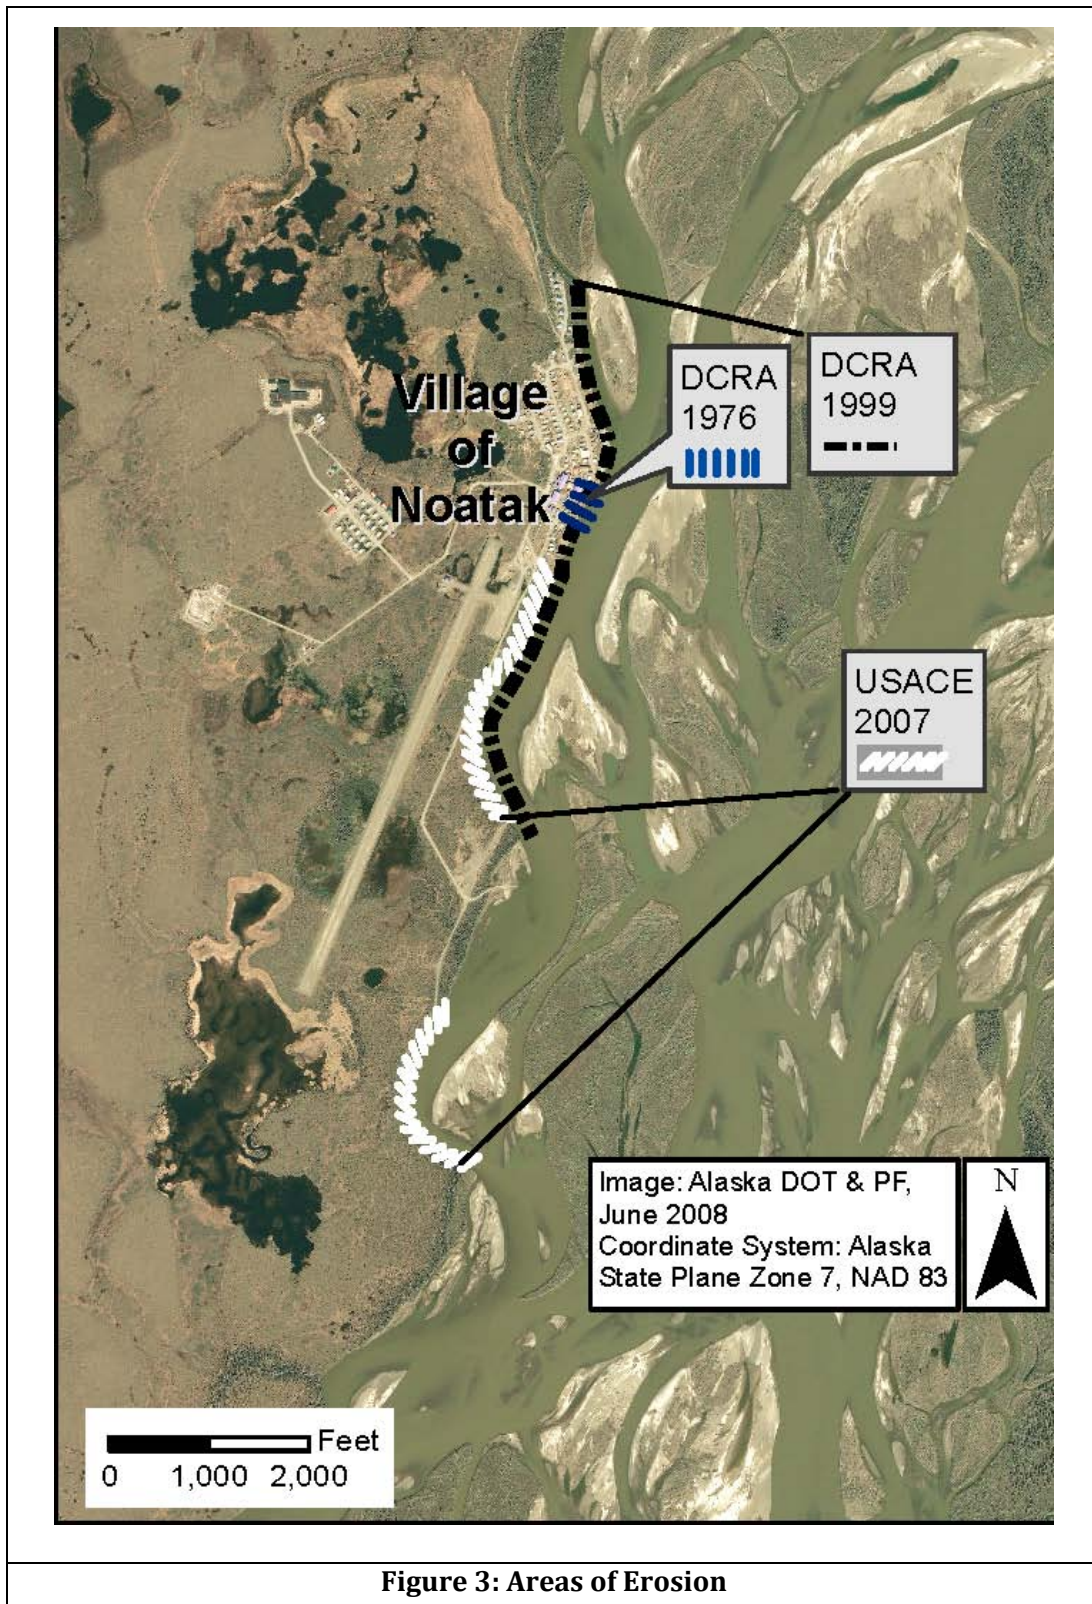 Village
of
Noatak
DCRA
1976
DCRA
1999
USACE
2007
Image: Alaska DOT & PF,
June 2008
Coordinate System: Alaska
State Plane Zone 7, NAD 83
N
Feet
0 1,000 2,000
Figure 3: Areas of Erosion